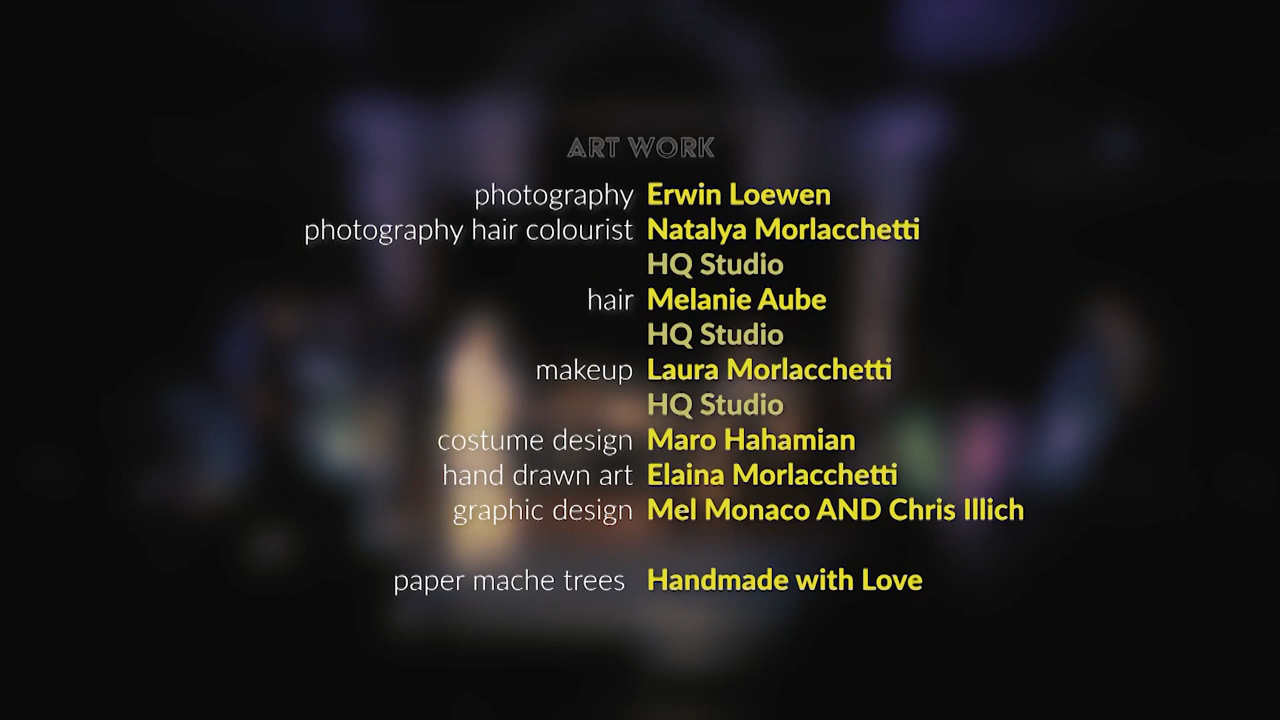 ART WORK
photography Erwin Loewen
photography hair colourist Natalya Morlacchetti
HQ Studio
hair Melanie Aube
HQ Studio
makeup Laura Morlacchetti
HQ Studio
costume design Maro Hahamian
hand drawn art Elaina Morlacchetti
graphic design Mel Monaco AND Chris Illich
paper mache trees Handmade with Love